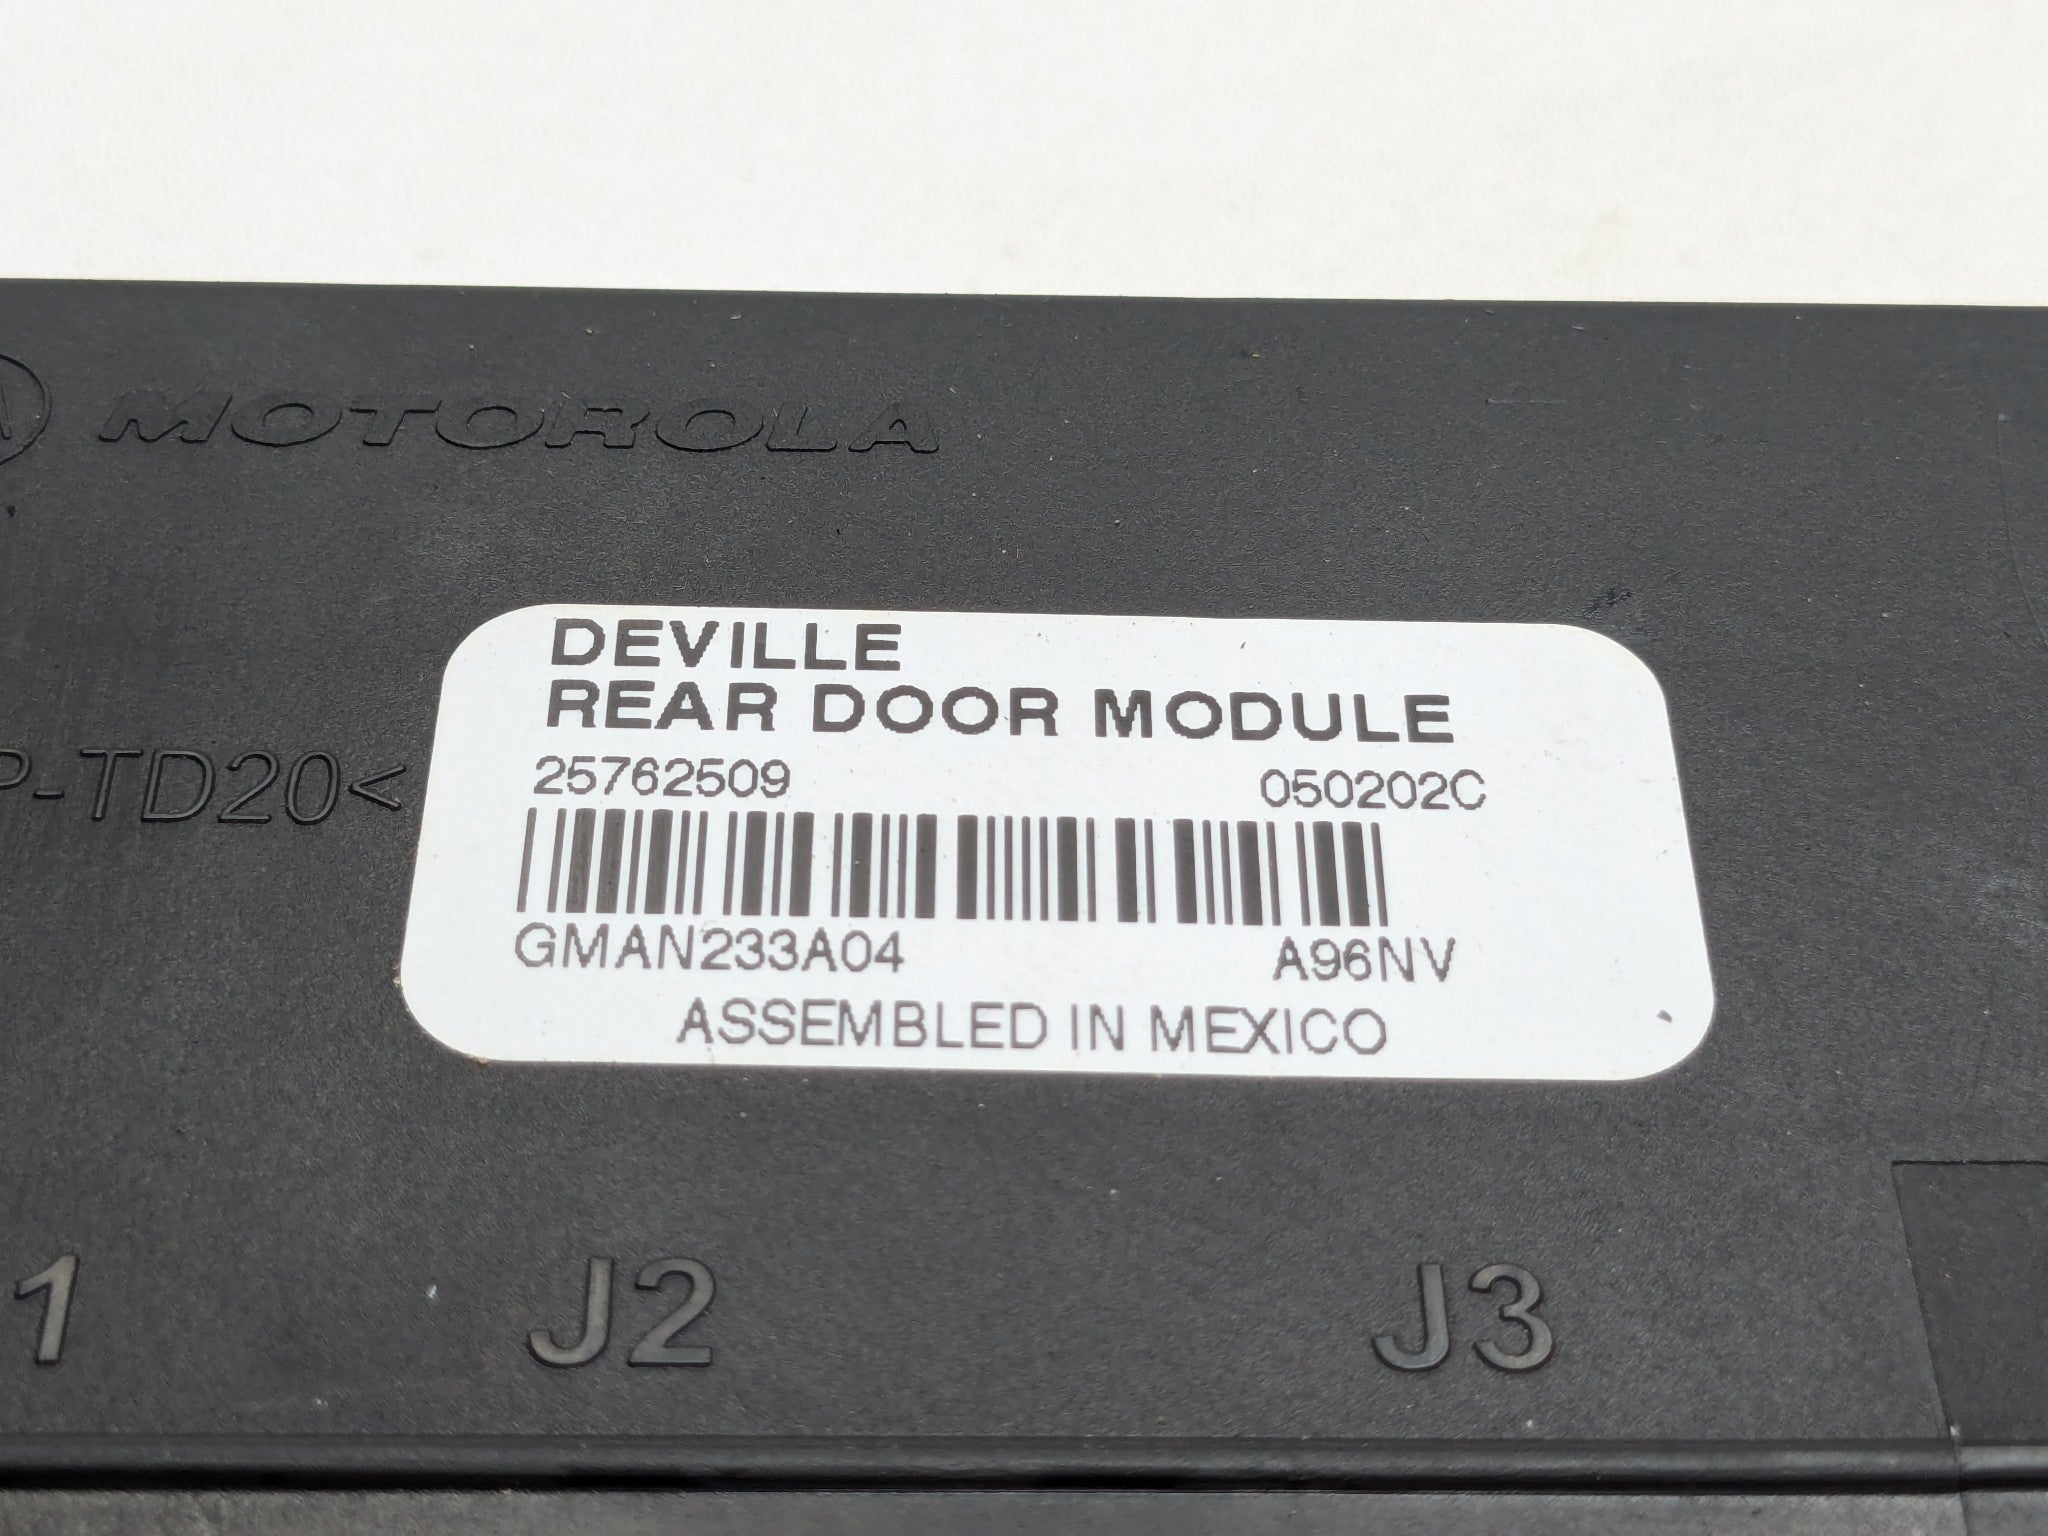 MOTOROLA
DEVILLE
REAR DOOR MODULE
25762509 050202C
P-TD20<
GMAN233A04 A96NV
ASSEMBLED IN MEXICO
1 J2 J3